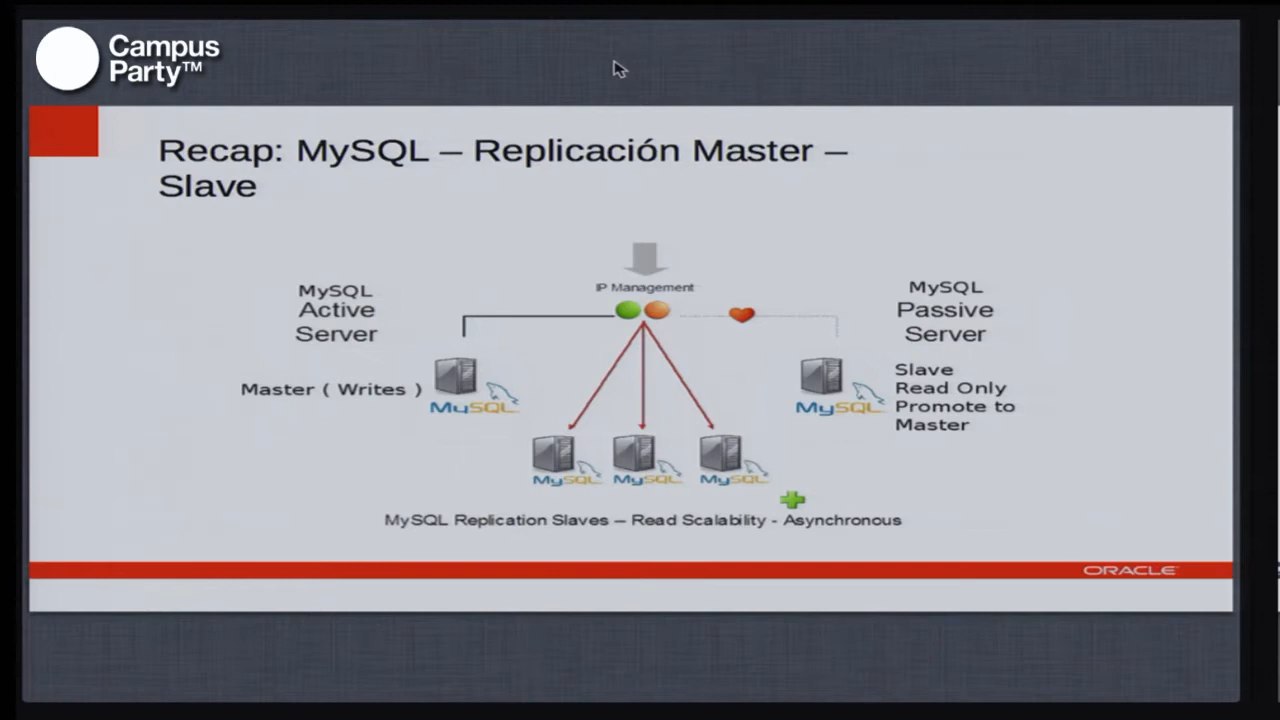 Campus
Party™
Recap: MySQL – Replicación Master –
Slave
IP Management
MySQL
Active
Server
MySQL
Passive
Server
Master ( Writes )
MySQL
MySQL
Slave
Read Only
Promote to
Master
MySQL
MySQL
MySQL
MySQL Replication Slaves – Read Scalability - Asynchronous
ORACLE